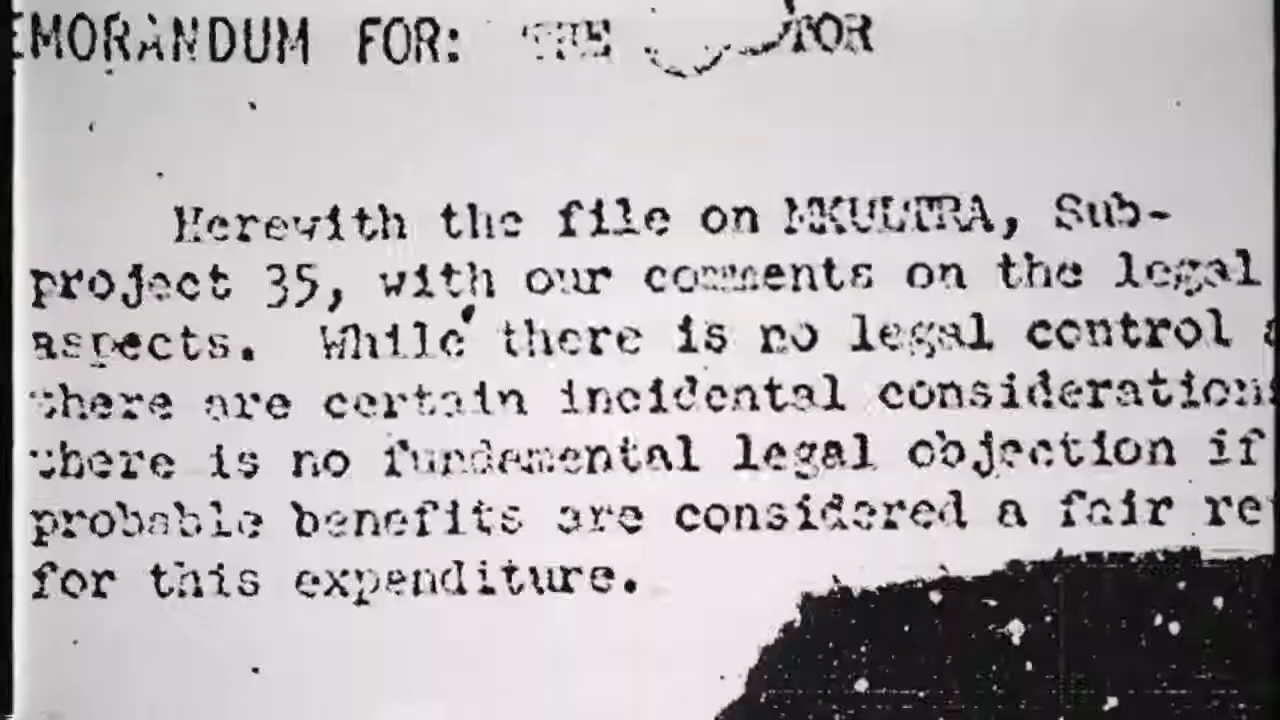 EMORANDUM FOR: THE TOR
Herewith the file on MKULTRA, Sub-
project 35, with our comments on the legal
aspects. While there is no legal control
there are certain incidental considerations
there is no fundamental legal objection if
probable benefits are considered a fair re
for this expenditure.